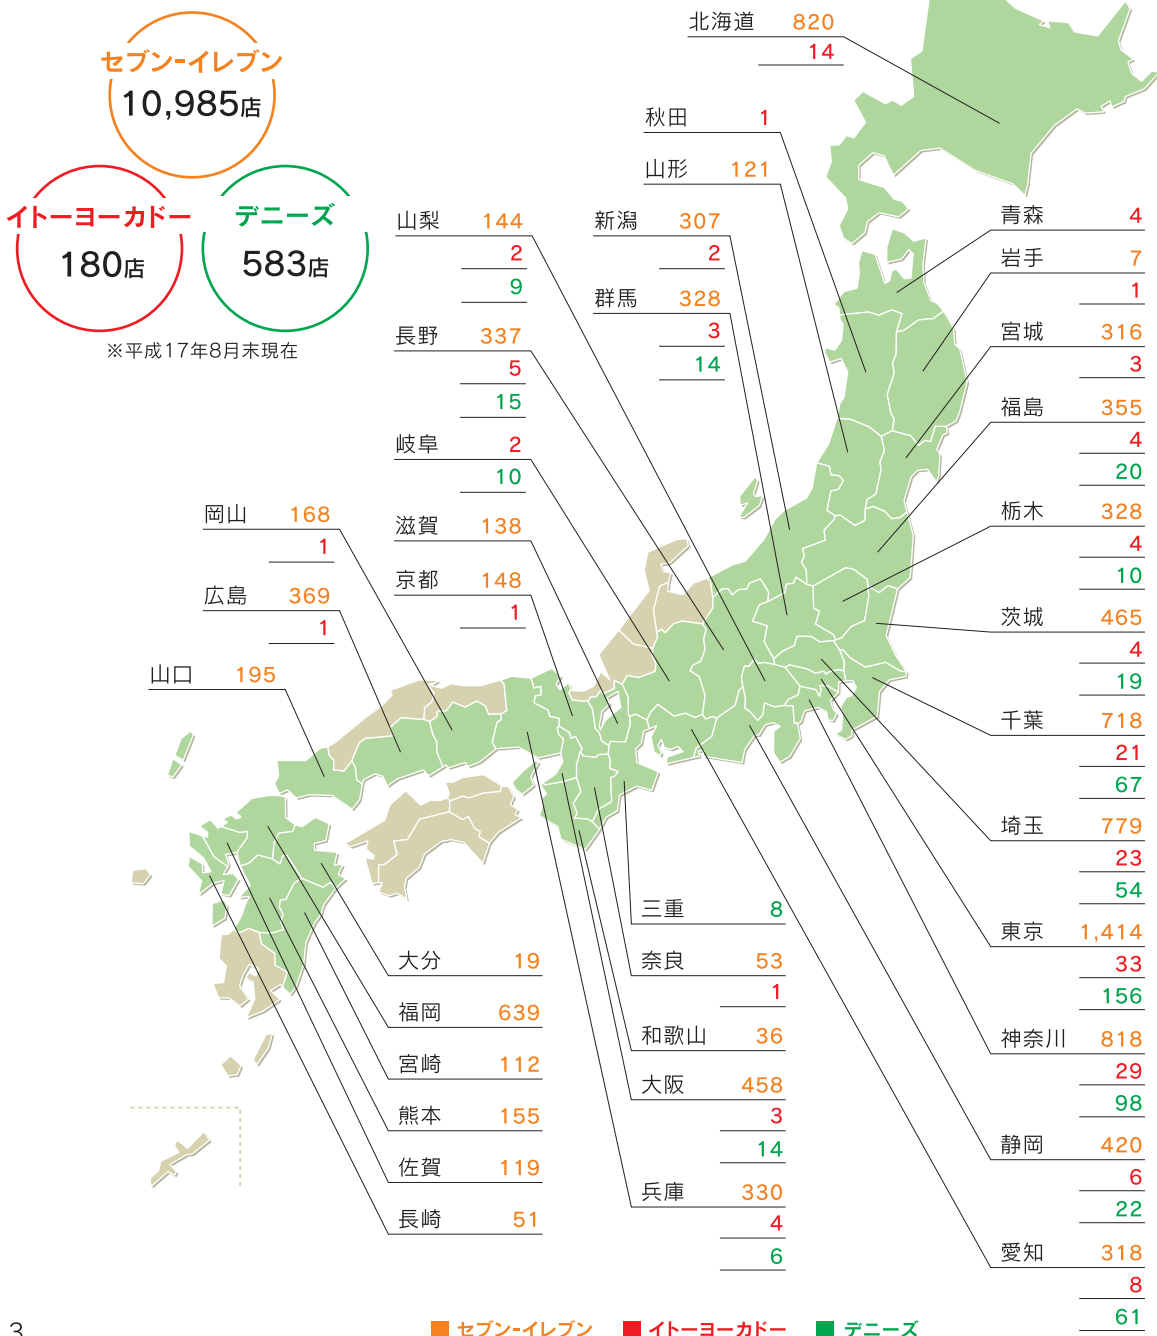 セブン-イレブン
10,985店
イトーヨーカドー
180店
デニーズ
583店
※平成17年8月末現在
北海道 820
14
秋田 1
山形 121
新潟 307
2
群馬 328
3
14
山梨 144
2
9
長野 337
5
15
岐阜 2
10
滋賀 138
京都 148
1
岡山 168
1
広島 369
1
山口 195
青森 4
岩手 7
1
宮城 316
3
福島 355
4
20
栃木 328
4
10
茨城 465
4
19
千葉 718
21
67
埼玉 779
23
54
東京 1,414
33
156
神奈川 818
29
98
静岡 420
6
22
愛知 318
8
61
三重 8
奈良 53
1
和歌山 36
大阪 458
3
14
兵庫 330
4
6
大分 19
福岡 639
宮崎 112
熊本 155
佐賀 119
長崎 51
3
セブン-イレブン イトーヨーカドー デニーズ